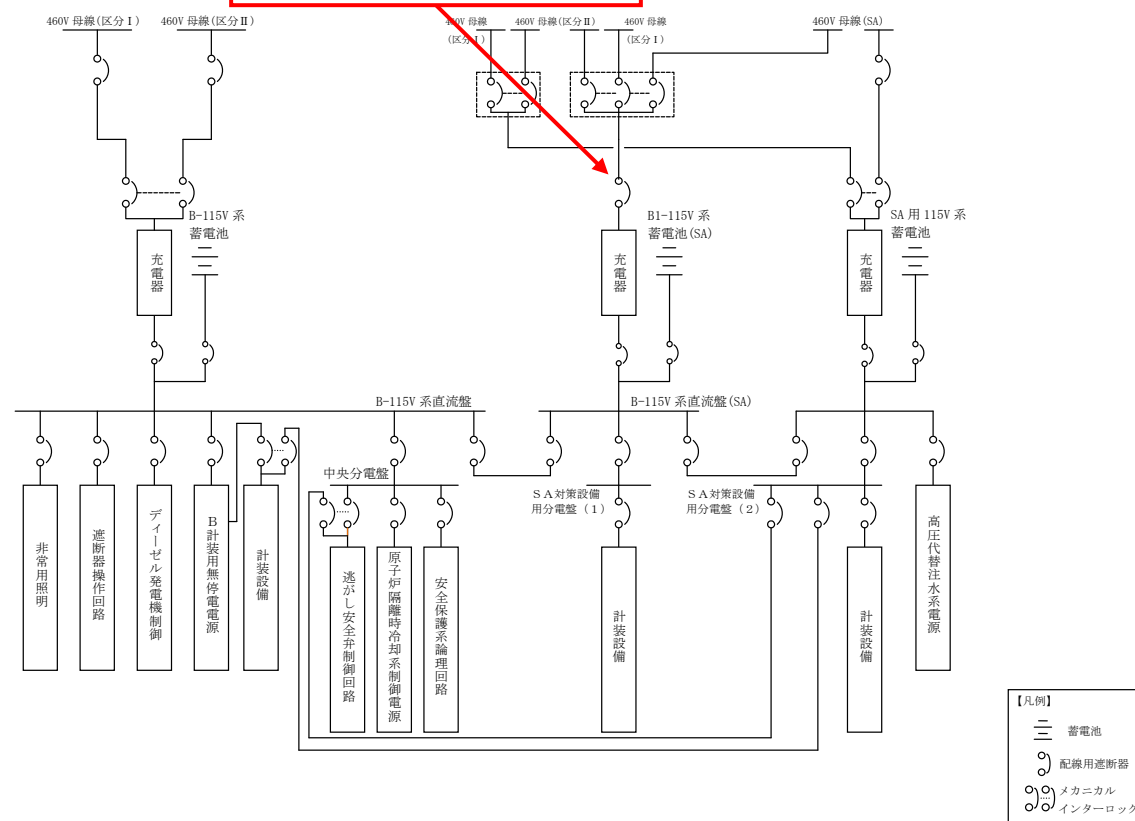 460V 母線(区分Ⅰ)
460V 母線(区分Ⅱ)
460V 母線
(区分Ⅰ)
460V 母線(区分Ⅱ)
460V 母線(区分Ⅱ)
460V 母線
(区分Ⅰ)
460V 母線(SA)
B-115V 系
蓄電池
B1-115V 系
蓄電池(SA)
SA 用 115V 系
蓄電池
充電器
充電器
充電器
B-115V 系直流盤
B-115V 系直流盤(SA)
中央分電盤
SA対策設備
用分電盤(1)
SA対策設備
用分電盤(2)
非常用照明
遮断器操作回路
ディーゼル発電機制御
B計装用無停電電源
計装設備
逃がし安全弁制御回路
原子炉隔離時冷却系制御電源
安全保護系論理回路
計装設備
計装設備
高圧代替注水系電源
【凡例】
蓄電池
配線用遮断器
メカニカル
インターロック